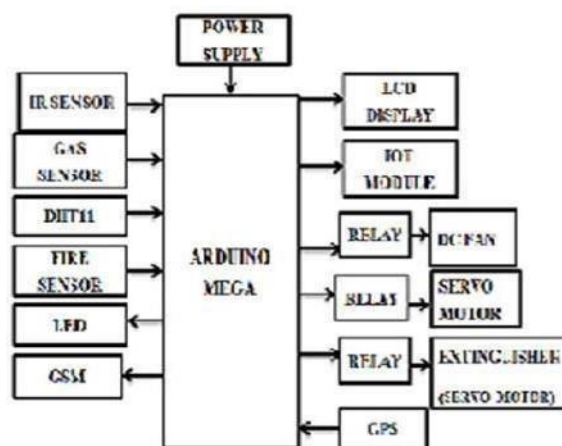 POWER
SUPPLY
IR SENSOR
GAS
SENSOR
DHT11
FIRE
SENSOR
LED
GSM
ARDUINO
MEGA
LCD
DISPLAY
IOT
MODULE
RELAY
DC FAN
RELAY
SERVO
MOTOR
RELAY
EXTINGUISHER
(SERVO MOTOR)
GPS